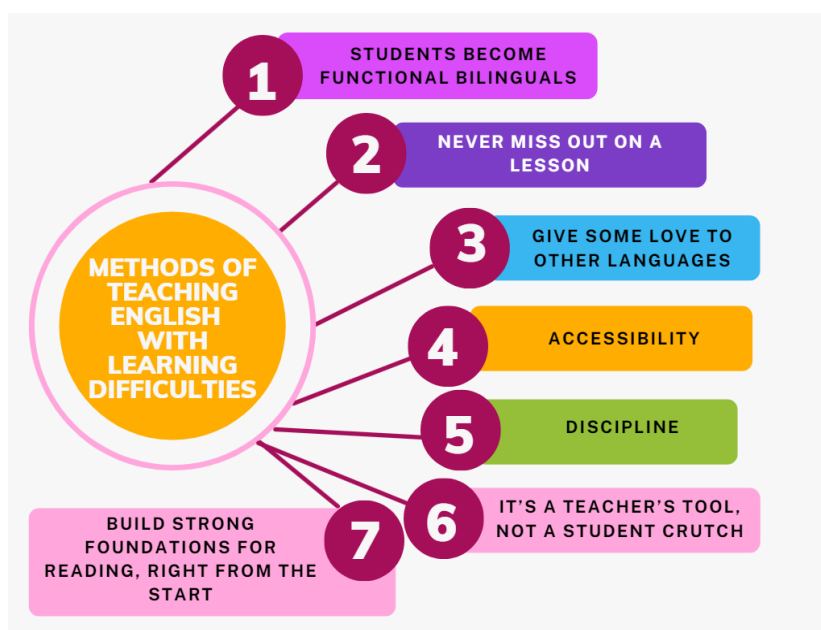 METHODS OF
TEACHING
ENGLISH
WITH
LEARNING
DIFFICULTIES
1
STUDENTS BECOME
FUNCTIONAL BILINGUALS
2
NEVER MISS OUT ON A
LESSON
3
GIVE SOME LOVE TO
OTHER LANGUAGES
4
ACCESSIBILITY
5
DISCIPLINE
6
IT'S A TEACHER'S TOOL,
NOT A STUDENT CRUTCH
7
BUILD STRONG
FOUNDATIONS FOR
READING, RIGHT FROM THE
START